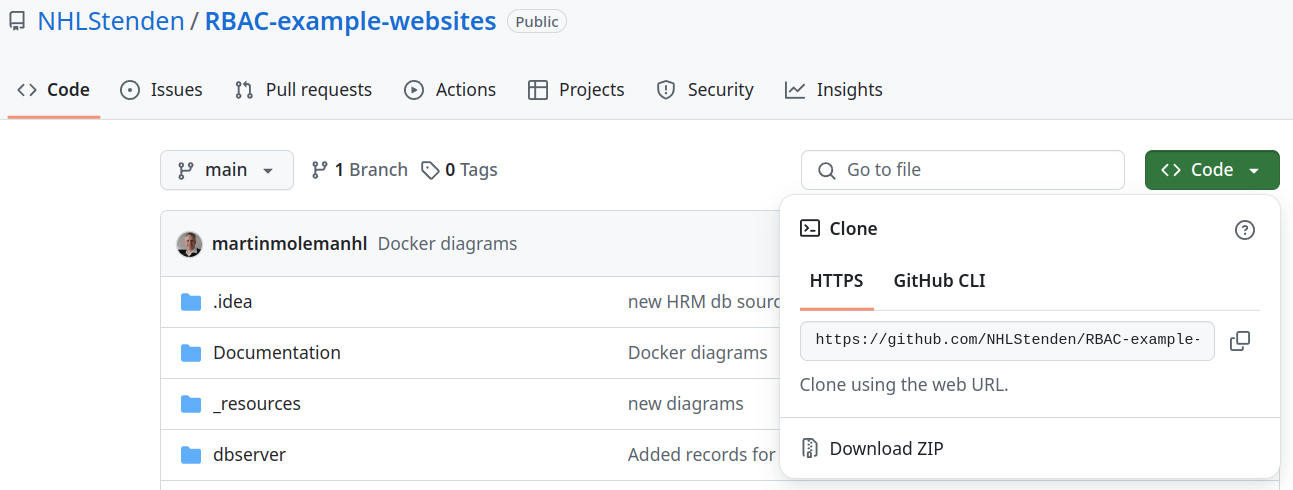 NHLStenden / RBAC-example-websites Public
Code Issues Pull requests Actions Projects Security Insights
main 1 Branch 0 Tags Go to file Code
martinmolemanhl Docker diagrams
.idea new HRM db sourc
Documentation Docker diagrams
_resources new diagrams
dbserver Added records for
Clone
HTTPS GitHub CLI
https://github.com/NHLStenden/RBAC-example-
Clone using the web URL.
Download ZIP